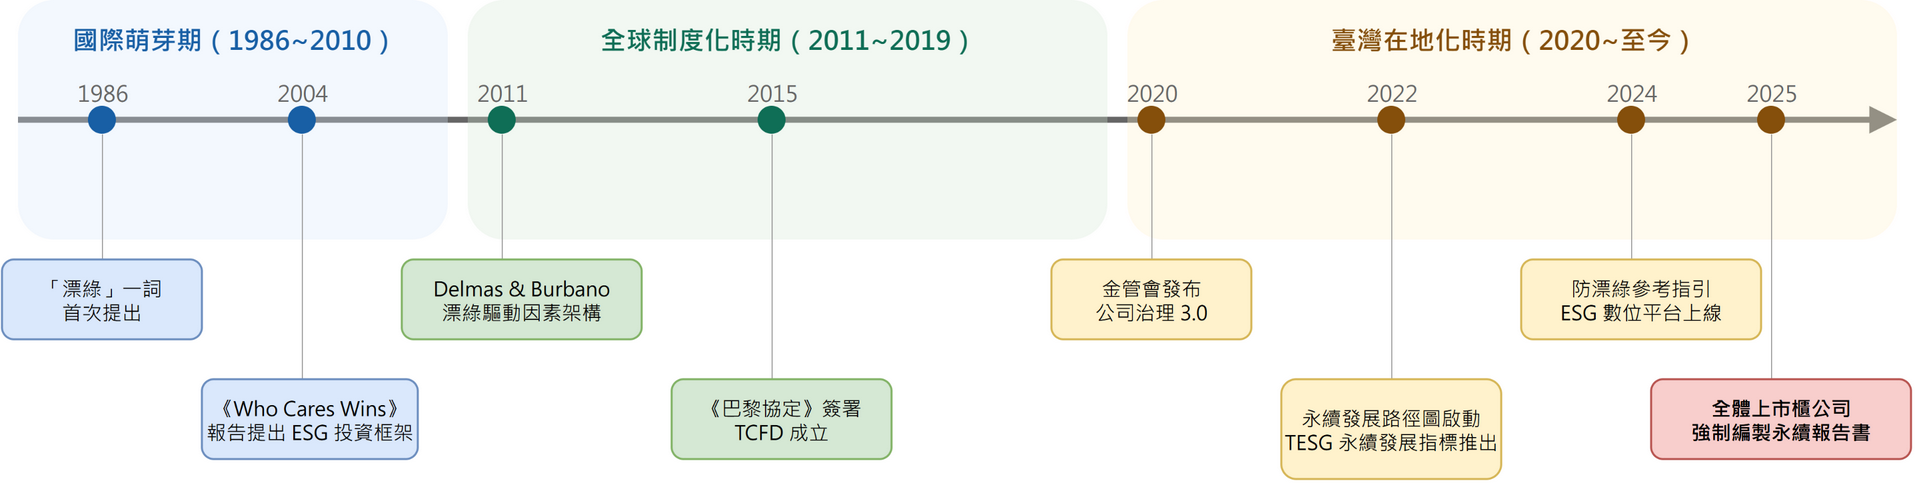 國際萌芽期（1986~2010）
全球制度化時期（2011~2019）
臺灣在地化時期（2020~至今）
1986
2004
2011
2015
2020
2022
2024
2025
「漂綠」一詞
首次提出
《Who Cares Wins》
報告提出 ESG 投資框架
Delmas & Burbano
漂綠驅動因素架構
《巴黎協定》簽署
TCFD 成立
金管會發布
公司治理 3.0
永續發展路徑圖啟動
TESG 永續發展指標推出
防漂綠參考指引
ESG 數位平台上線
全體上市櫃公司
強制編製永續報告書